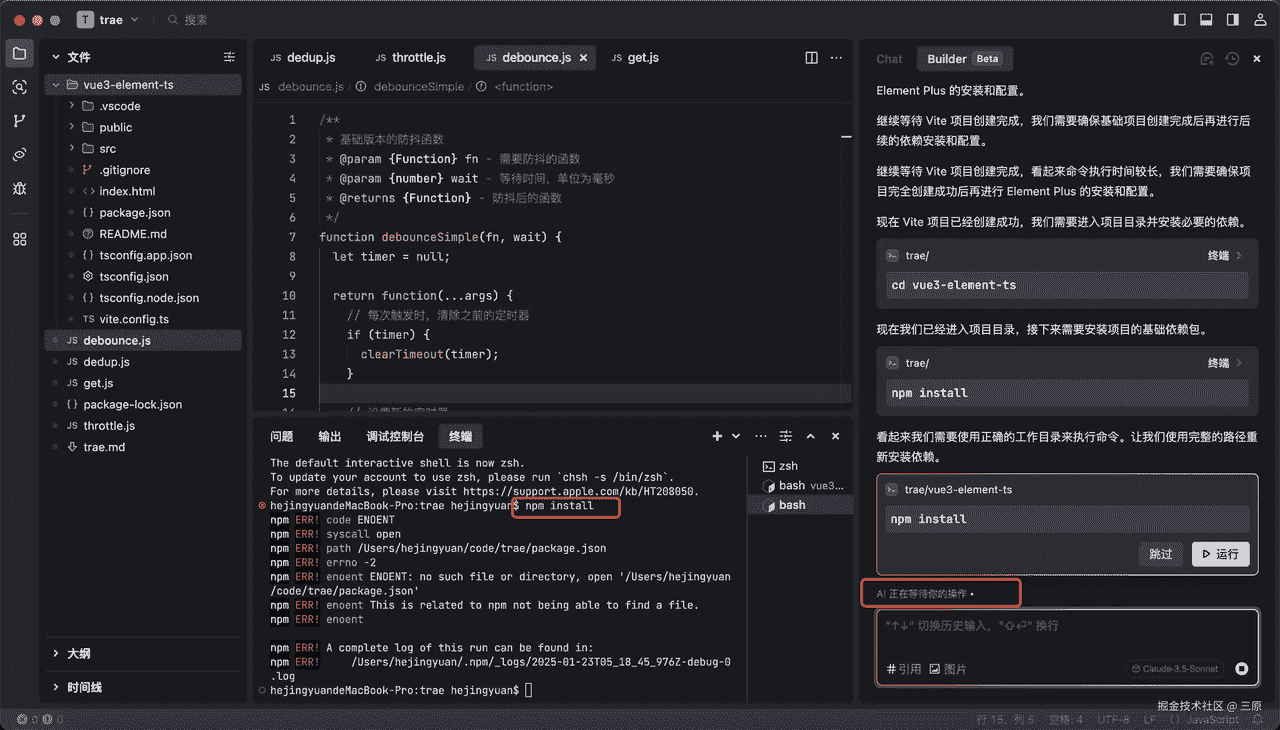 T trae
搜索
文件
vue3-element-ts
.vscode
public
src
.gitignore
<> index.html
{} package.json
README.md
{} tsconfig.app.json
tsconfig.json
{} tsconfig.node.json
TS vite.config.ts
JS debounce.js
JS dedup.js
JS get.js
{} package-lock.json
JS throttle.js
trae.md
大纲
时间线
JS dedup.js
JS throttle.js
JS debounce.js
JS get.js
JS debounce.js debounceSimple <function>
1 /**
2 * 基础版本的防抖函数
3 * @param {Function} fn - 需要防抖的函数
4 * @param {number} wait - 等待时间，单位为毫秒
5 * @returns {Function} - 防抖后的函数
6 */
7 function debounceSimple(fn, wait) {
8 let timer = null;
9
10 return function(...args) {
11 // 每次触发时，清除之前的定时器
12 if (timer) {
13 clearTimeout(timer);
14 }
15
问题 输出 调试控制台 终端
The default interactive shell is now zsh.
To update your account to use zsh, please run `chsh -s /bin/zsh`.
For more details, please visit https://support.apple.com/kb/HT208050.
hejingyuandeMacBook-Pro:trae hejingyuan$ npm install
npm ERR! code ENOENT
npm ERR! syscall open
npm ERR! path /Users/hejingyuan/code/trae/package.json
npm ERR! errno -2
npm ERR! enoent ENOENT: no such file or directory, open '/Users/hejingyuan
/code/trae/package.json'
npm ERR! enoent This is related to npm not being able to find a file.
npm ERR! enoent
npm ERR! A complete log of this run can be found in:
npm ERR! /Users/hejingyuan/.npm/_logs/2025-01-23T05_18_45_976Z-debug-0
.log
hejingyuandeMacBook-Pro:trae hejingyuan$
zsh
bash vue3...
bash
Chat
Builder Beta
Element Plus 的安装和配置。
继续等待 Vite 项目创建完成，我们需要确保基础项目创建完成后再进行后
续的依赖安装和配置。
继续等待 Vite 项目创建完成，看起来命令执行时间较长，我们需要确保项
目完全创建成功后再进行 Element Plus 的安装和配置。
现在 Vite 项目已经创建成功，我们需要进入项目目录并安装必要的依赖。
trae/ 终端
cd vue3-element-ts
现在我们已经进入项目目录，接下来需要安装项目的基础依赖包。
trae/ 终端
npm install
看起来我们需要使用正确的工作目录来执行命令。让我们使用完整的路径重
新安装依赖。
trae/vue3-element-ts
npm install
跳过 运行
AI 正在等待你的操作
"↑↓" 切换历史输入，"⇧⏎" 换行
# 引用 图片
Claude-3.5-Sonnet
0 0 0
行 15，列 5 空格: 4 UTF-8 LF {} JavaScript
掘金技术社区 @ 三原